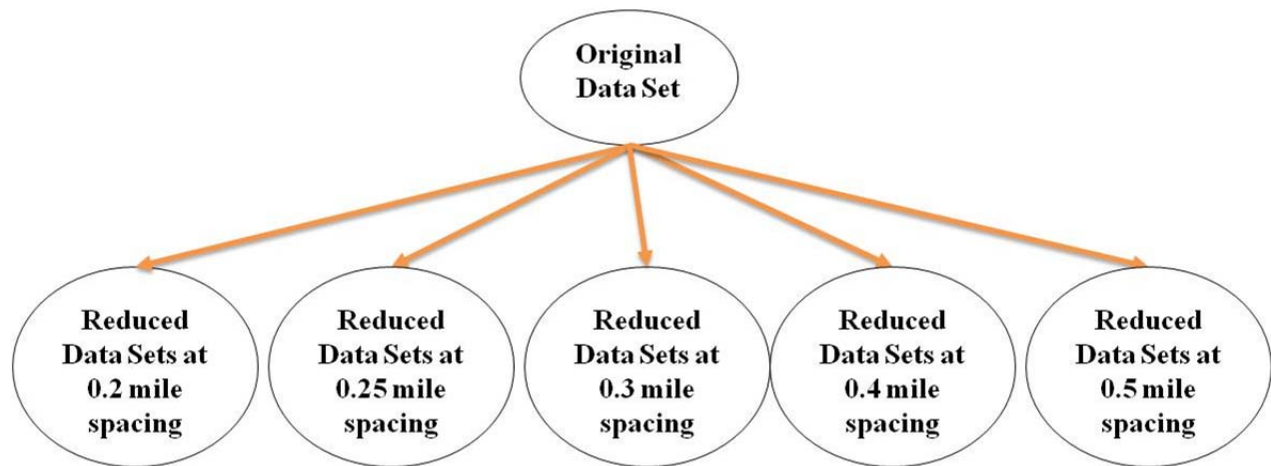 Original
Data Set
Reduced
Data Sets at
0.2 mile
spacing
Reduced
Data Sets at
0.25 mile
spacing
Reduced
Data Sets at
0.3 mile
spacing
Reduced
Data Sets at
0.4 mile
spacing
Reduced
Data Sets at
0.5 mile
spacing